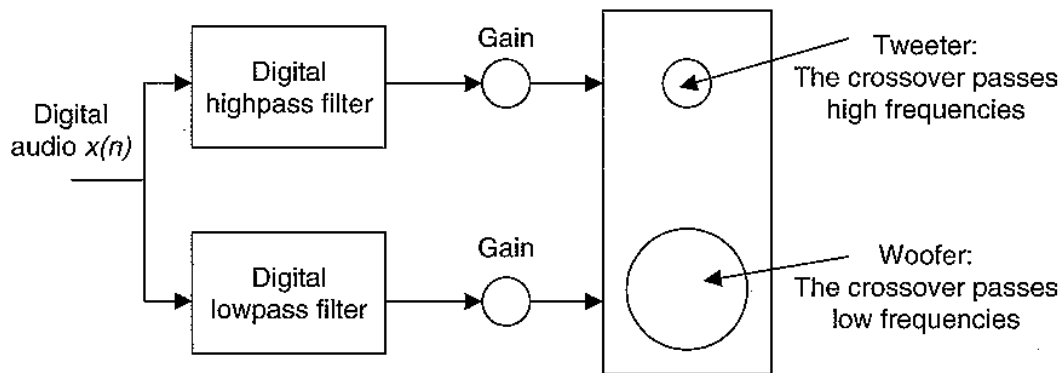 Digital
audio x(n)
Digital
highpass filter
Gain
Tweeter:
The crossover passes
high frequencies
Digital
lowpass filter
Gain
Woofer:
The crossover passes
low frequencies